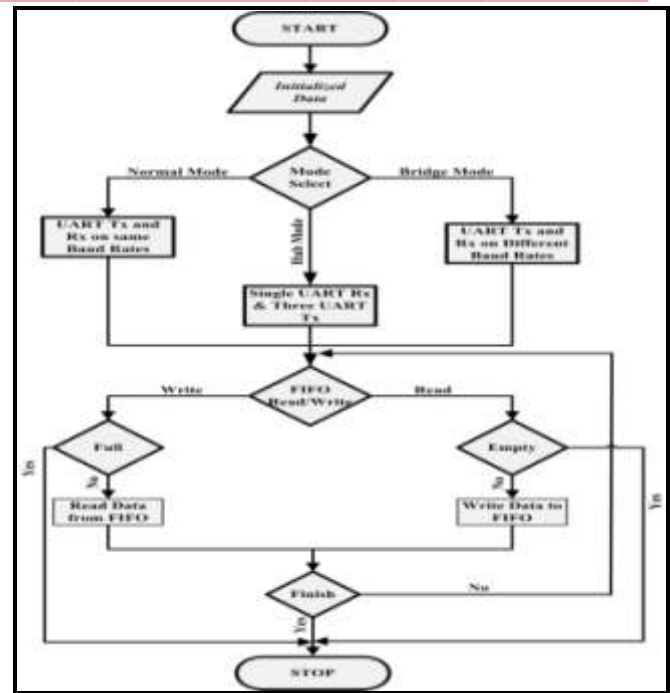 START
Initialized
Data
Mode
Select
Normal Mode
Bridge Mode
Hub Mode
UART Tx and
Rx on same
Baud Rates
UART Tx and
Rx on Different
Baud Rates
Single UART Rx
& Three UART
Tx
FIFO
Read/Write
Write
Read
Full
Empty
Yes
No
No
Yes
Read Data
from FIFO
Write Data to
FIFO
Finish
No
Yes
STOP